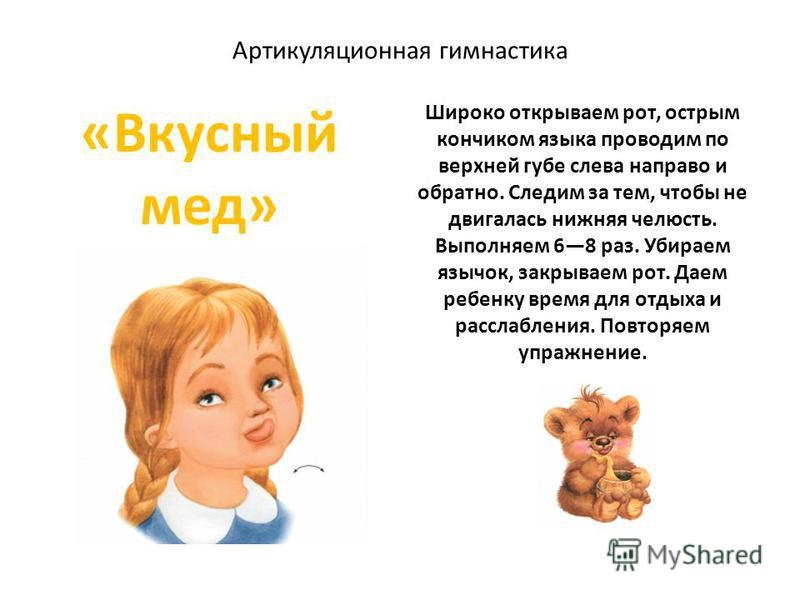 Артикуляционная гимнастика
«Вкусный
мед»
Широко открываем рот, острым
кончиком языка проводим по
верхней губе слева направо и
обратно. Следим за тем, чтобы не
двигалась нижняя челюсть.
Выполняем 6—8 раз. Убираем
язычок, закрываем рот. Даем
ребенку время для отдыха и
расслабления. Повторяем
упражнение.
MyShared